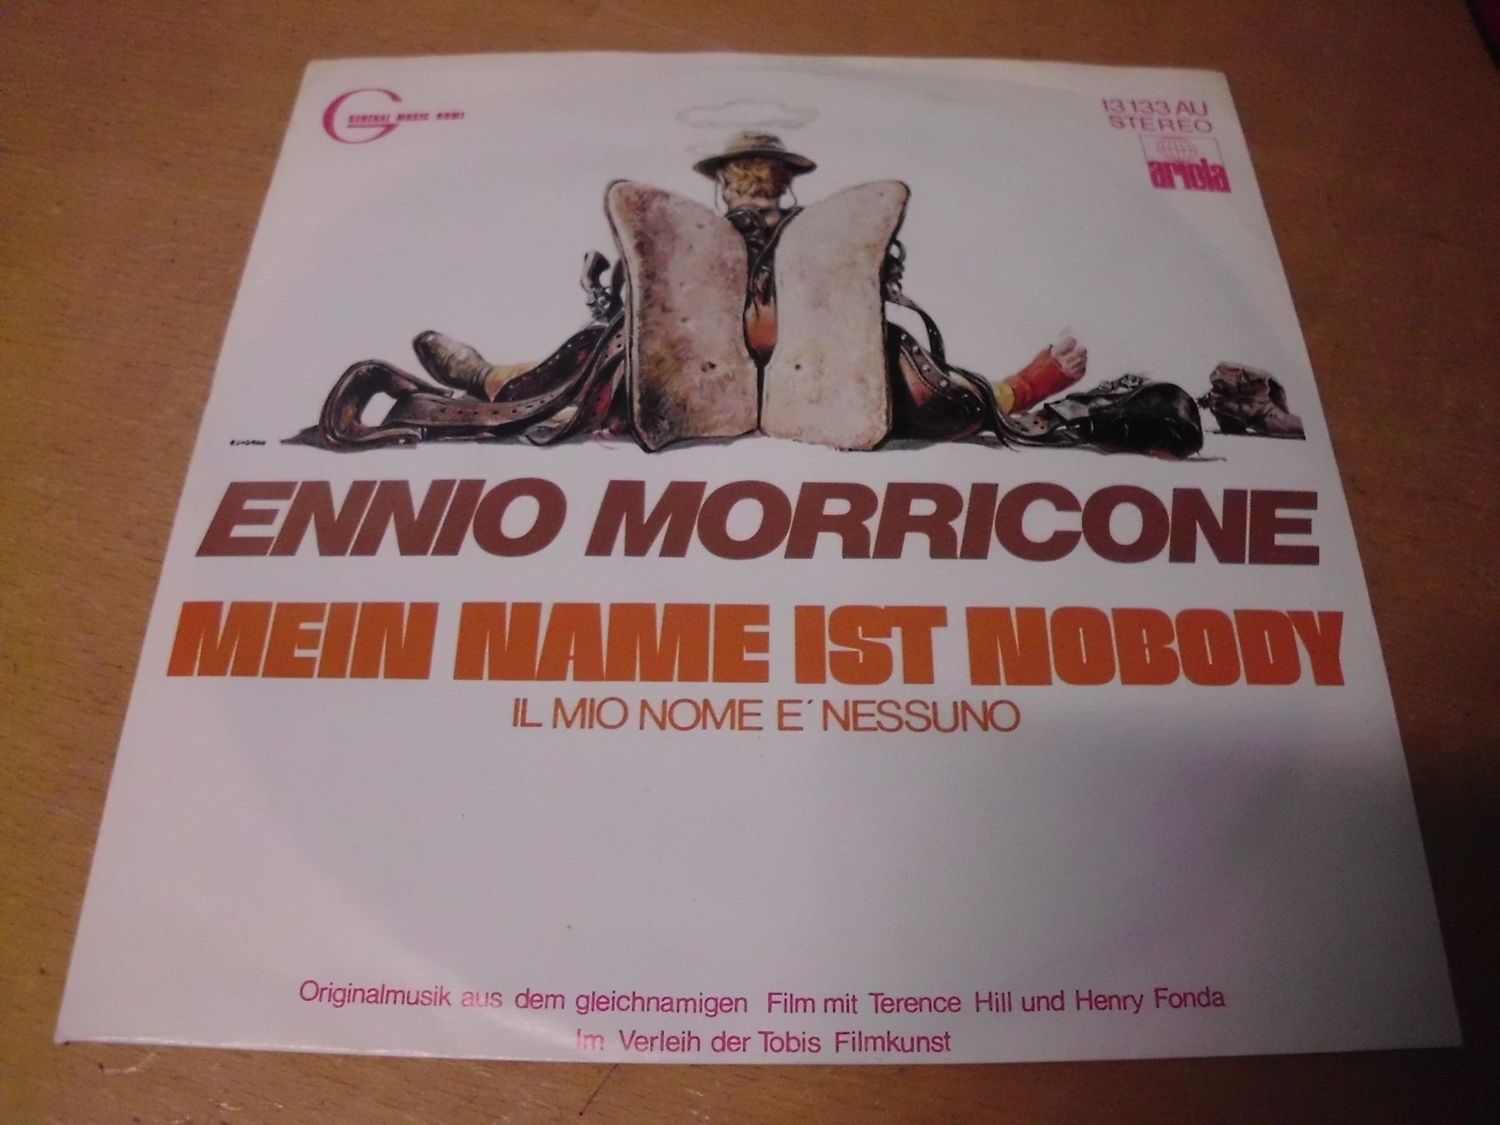 GENERAL MUSIC ROME
13 133 AU
STEREO
ariola
ENNIO MORRICONE
MEIN NAME IST NOBODY
IL MIO NOME E´ NESSUNO
Originalmusik aus dem gleichnamigen Film mit Terence Hill und Henry Fonda
Im Verleih der Tobis Filmkunst